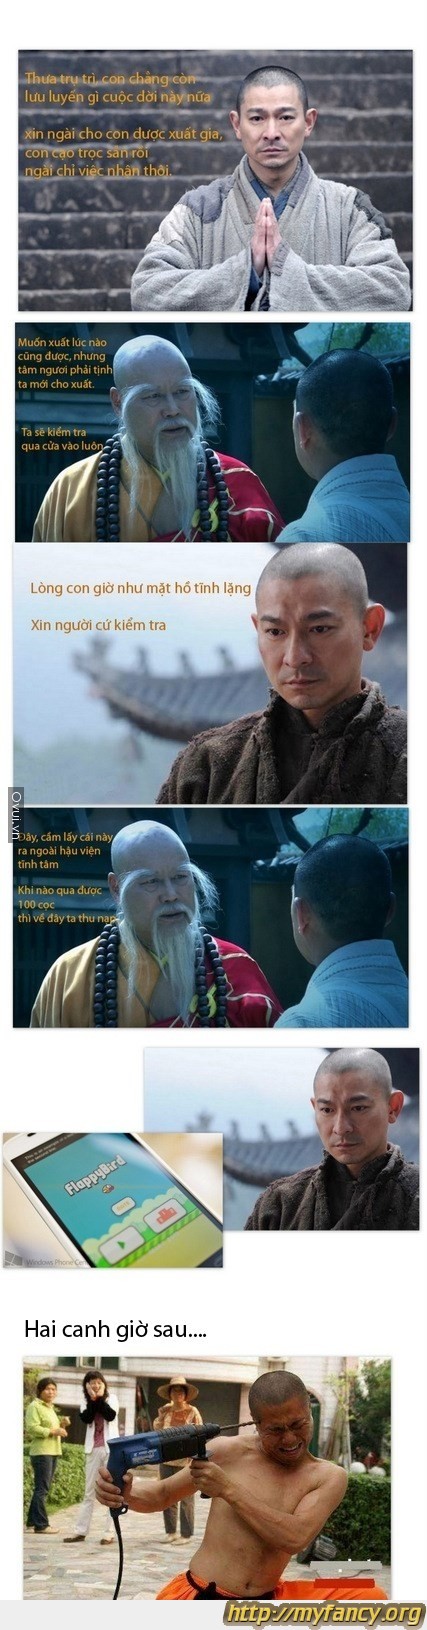 Thưa trụ trì, con chẳng còn
lưu luyến gì cuộc đời này nữa
xin ngài cho con được xuất gia,
con cạo trọc sẵn rồi
ngài chỉ việc nhận thôi.
Muốn xuất lúc nào
cũng được, nhưng
tâm ngươi phải tịnh
ta mới cho xuất.
Ta sẽ kiểm tra
qua cửa vào luôn
Lòng con giờ như mặt hồ tĩnh lặng
Xin người cứ kiểm tra
Ovui.vn
Đây, cầm lấy cái này
ra ngoài hậu viện
tĩnh tâm
Khi nào qua được
100 cọc
thì về đây ta thu nạp
FlappyBird
Windows Phone Cen
Hai canh giờ sau....
http://myfancy.org